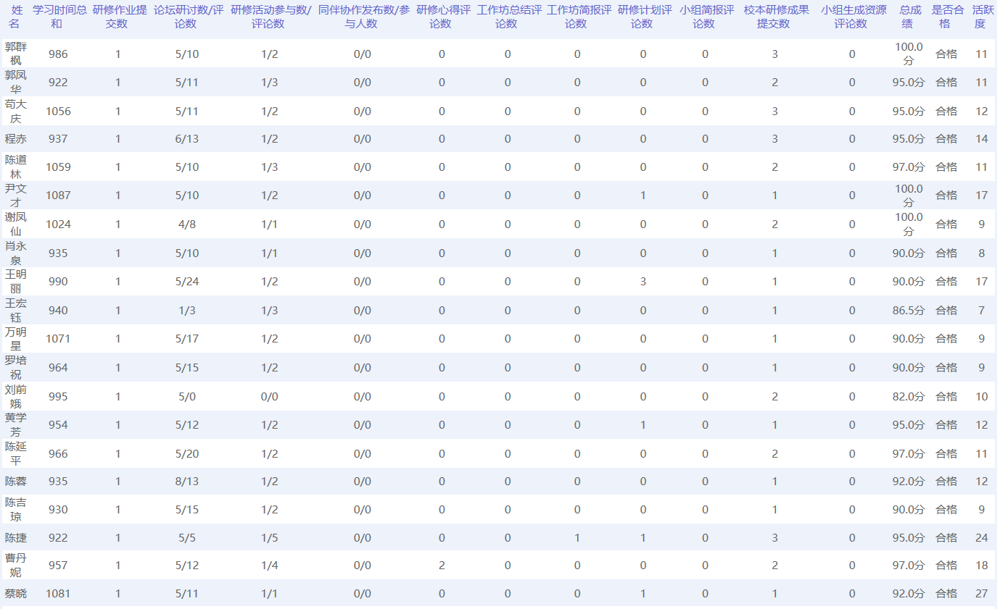 姓名 学习时间总和 研修作业提交数 论坛研讨数/评论数 研修活动参与数/评论数 同伴协作发布数/参与人数 研修心得评论数 工作坊总结评论数 工作坊简报评论数 研修计划评论数 小组简报评论数 校本研修成果提交数 小组生成资源评论数 总成绩 是否合格 活跃度
郭群枫 986 1 5/10 1/2 0/0 0 0 0 0 0 3 0 100.0分 合格 11
郭凤华 922 1 5/11 1/3 0/0 0 0 0 0 0 2 0 95.0分 合格 11
苟大庆 1056 1 5/11 1/2 0/0 0 0 0 0 0 3 0 95.0分 合格 12
程赤 937 1 6/13 1/2 0/0 0 0 0 0 0 3 0 95.0分 合格 14
陈道林 1059 1 5/10 1/3 0/0 0 0 0 0 0 2 0 97.0分 合格 11
尹文才 1087 1 5/10 1/2 0/0 0 0 0 1 0 1 0 100.0分 合格 17
谢凤仙 1024 1 4/8 1/1 0/0 0 0 0 0 0 2 0 100.0分 合格 9
肖永泉 935 1 5/10 1/1 0/0 0 0 0 0 0 1 0 90.0分 合格 8
王明丽 990 1 5/24 1/2 0/0 0 0 0 3 0 1 0 90.0分 合格 17
王宏钰 940 1 1/3 1/3 0/0 0 0 0 0 0 1 0 86.5分 合格 7
万明星 1071 1 5/17 1/2 0/0 0 0 0 0 0 1 0 90.0分 合格 9
罗培祝 964 1 5/15 1/2 0/0 0 0 0 0 0 1 0 90.0分 合格 9
刘前娥 995 1 5/0 0/0 0/0 0 0 0 0 0 2 0 82.0分 合格 10
黄学芳 954 1 5/12 1/2 0/0 0 0 0 1 0 1 0 95.0分 合格 12
陈延平 966 1 5/20 1/2 0/0 0 0 0 0 0 2 0 97.0分 合格 11
陈蓉 935 1 8/13 1/2 0/0 0 0 0 0 0 1 0 92.0分 合格 12
陈吉琼 930 1 5/15 1/2 0/0 0 0 0 0 0 1 0 90.0分 合格 9
陈捷 922 1 5/5 1/5 0/0 0 0 1 1 0 3 0 95.0分 合格 24
曹丹妮 957 1 5/12 1/4 0/0 2 0 0 0 0 2 0 97.0分 合格 18
蔡晓 1081 1 5/11 1/1 0/0 0 0 0 1 0 1 0 92.0分 合格 27